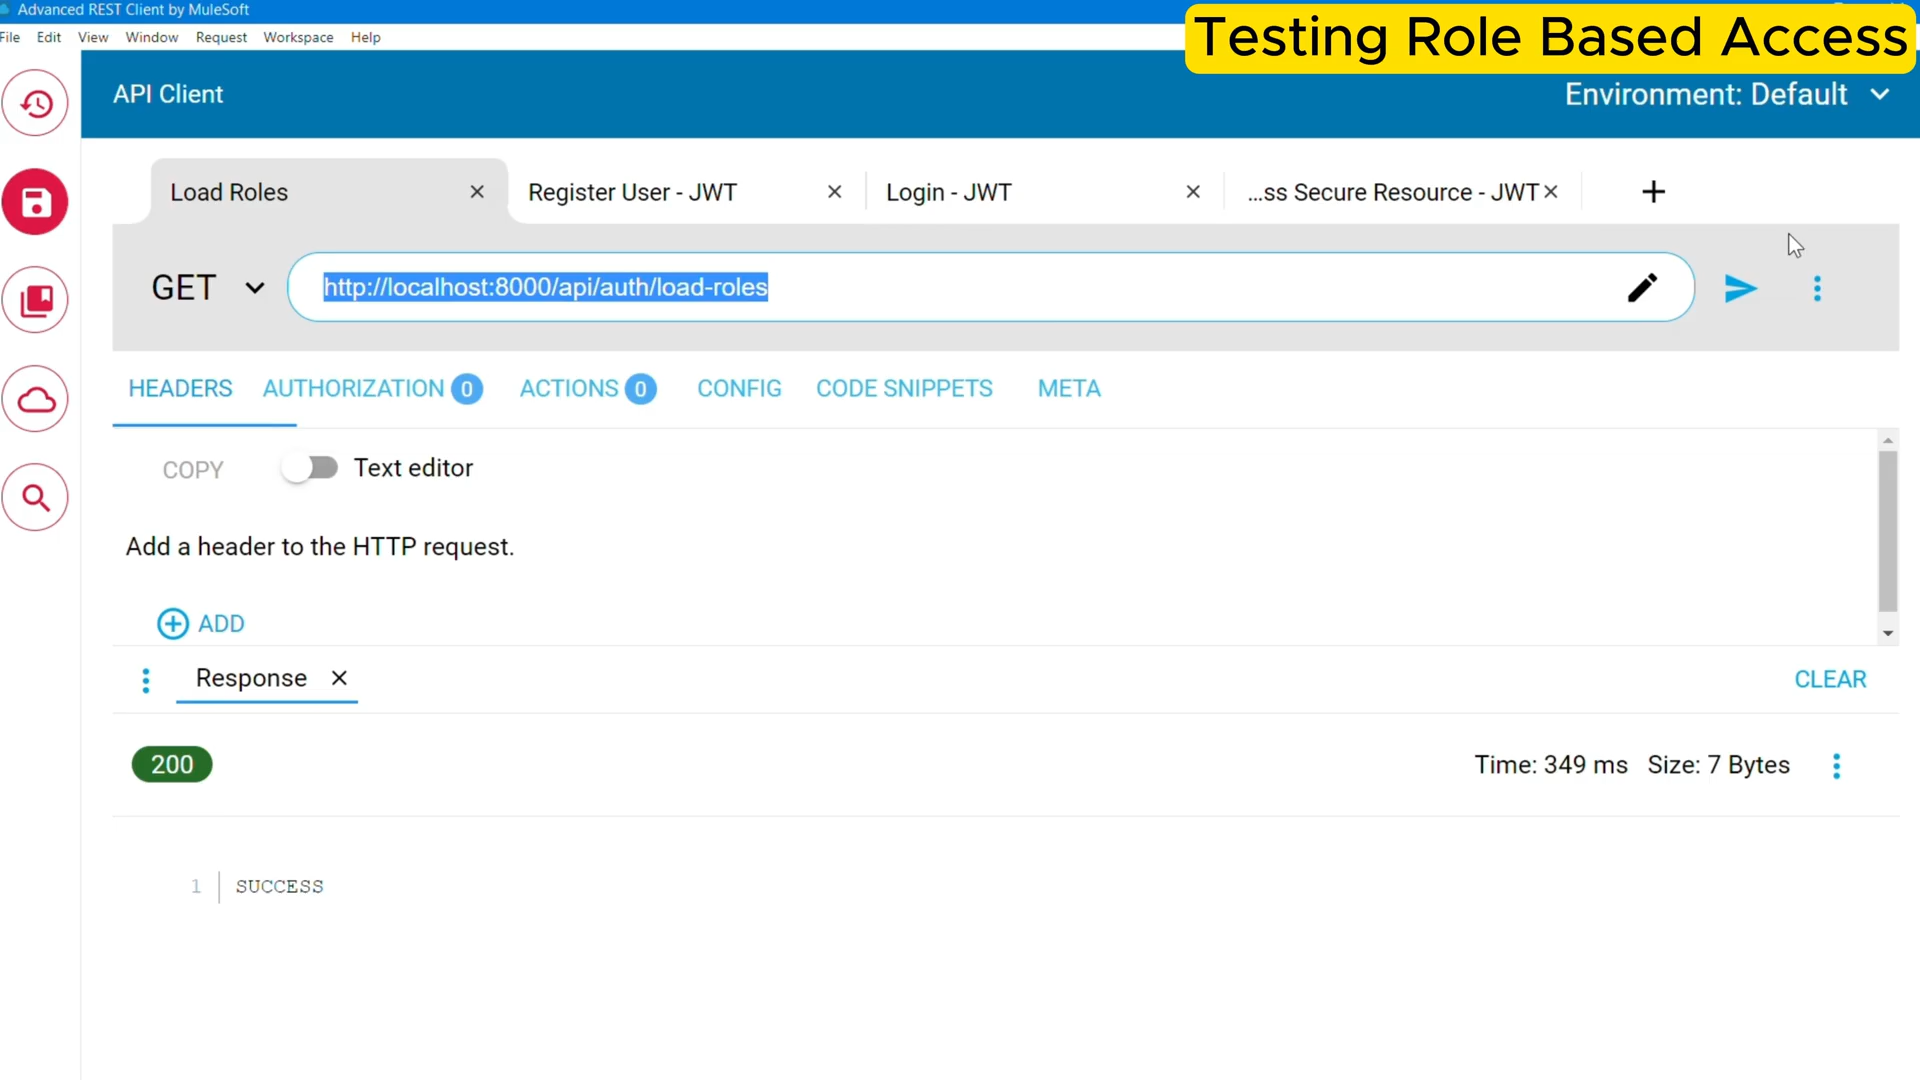 Advanced REST Client by MuleSoft
File Edit View Window Request Workspace Help
Testing Role Based Access
API Client
Environment: Default
Load Roles
Register User - JWT
Login - JWT
...ss Secure Resource - JWT
GET
http://localhost:8000/api/auth/load-roles
HEADERS AUTHORIZATION 0 ACTIONS 0 CONFIG CODE SNIPPETS META
COPY Text editor
Add a header to the HTTP request.
ADD
Response
CLEAR
200
Time: 349 ms Size: 7 Bytes
1 SUCCESS